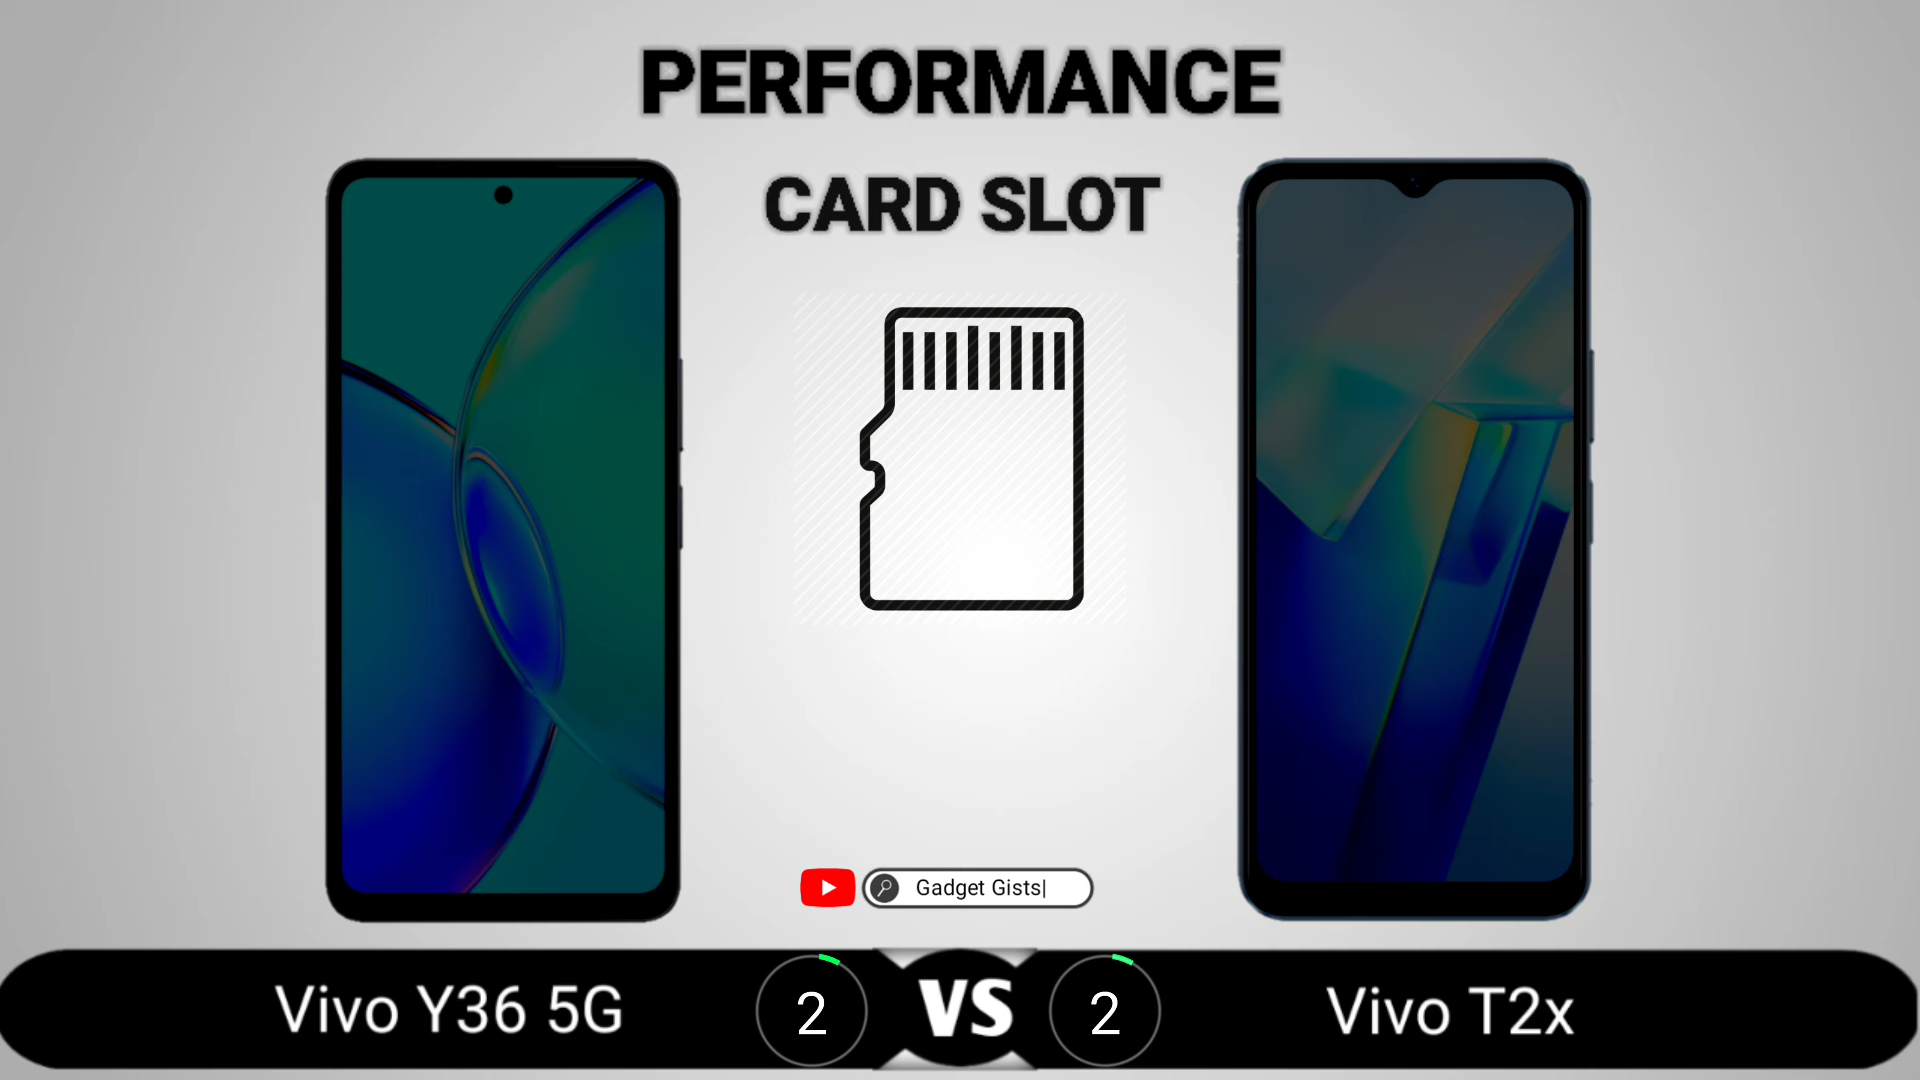 PERFORMANCE
CARD SLOT
Gadget Gists|
Vivo Y36 5G
2
VS
2
Vivo T2x